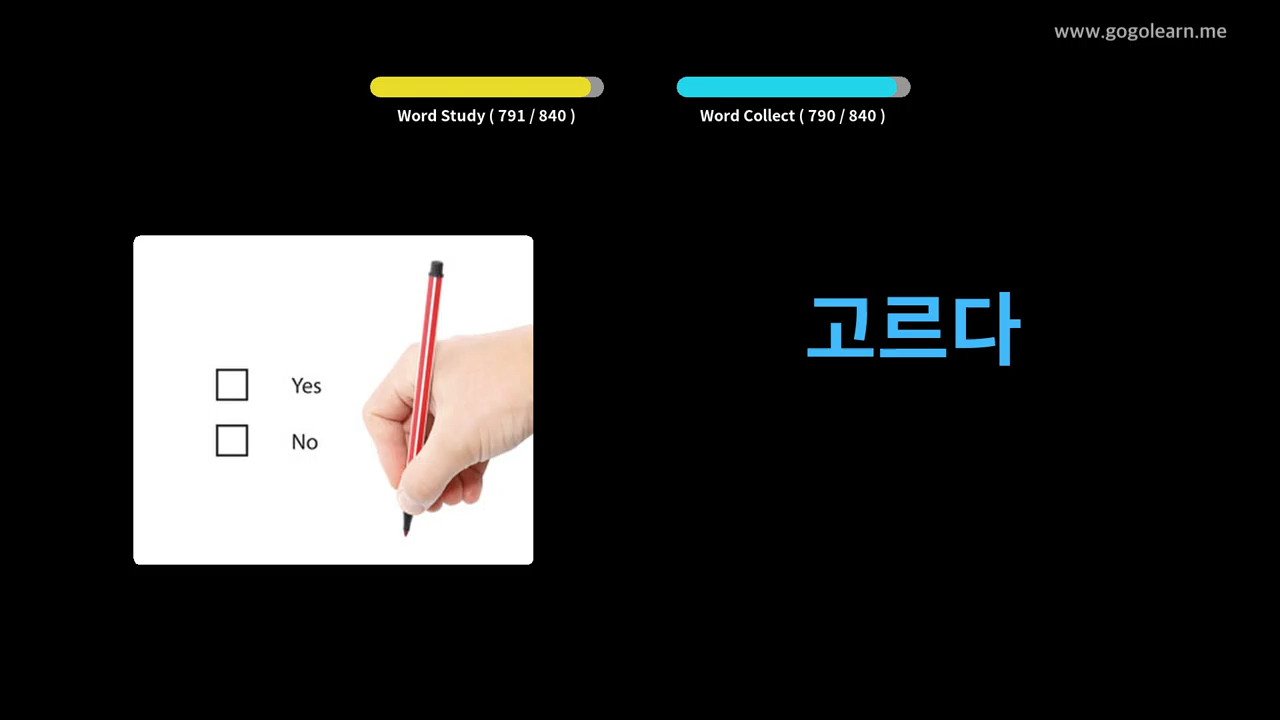 www.gogolearn.me
Word Study ( 791 / 840 )
Word Collect ( 790 / 840 )
고르다
Yes
No